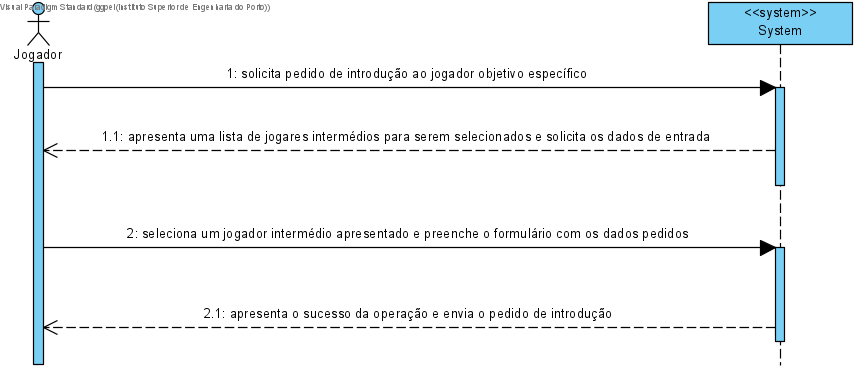 Visual Paradigm Standard (ggpel(Instituto Superior de Engenharia do Porto))
<<system>>
System
Jogador
1: solicita pedido de introdução ao jogador objetivo específico
1.1: apresenta uma lista de jogares intermédios para serem selecionados e solicita os dados de entrada
2: seleciona um jogador intermédio apresentado e preenche o formulário com os dados pedidos
2.1: apresenta o sucesso da operação e envia o pedido de introdução